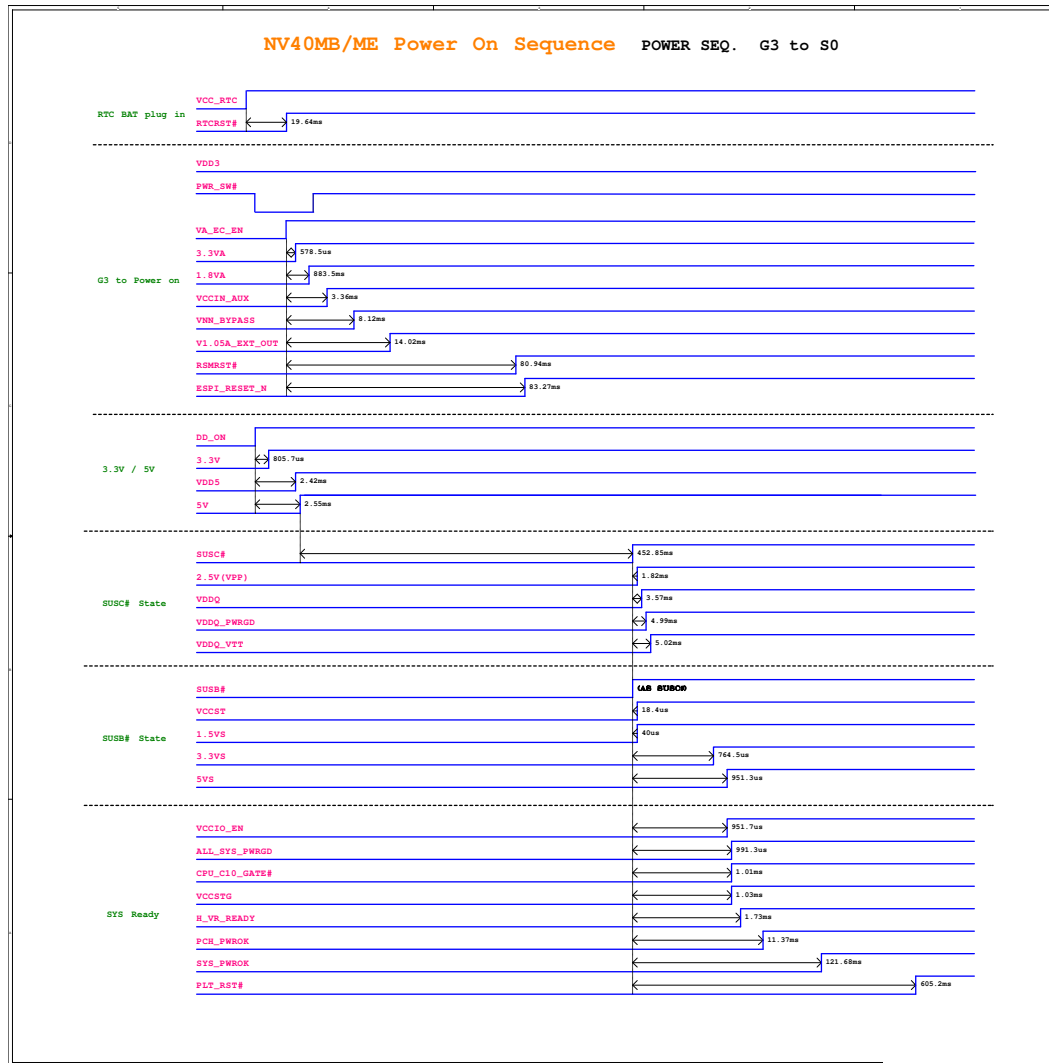 NV40MB/ME Power On Sequence POWER SEQ. G3 to S0
VCC_RTC
RTC BAT plug in
RTCRST# 19.64ms
VDD3
PWR_SW#
VA_EC_EN
3.3VA 578.5us
G3 to Power on
1.8VA 883.5ms
VCCIN_AUX 3.36ms
VNN_BYPASS 8.12ms
V1.05A_EXT_OUT 14.02ms
RSMRST# 80.94ms
ESPI_RESET_N 83.27ms
DD_ON
3.3V 805.7us
3.3V / 5V
VDD5 2.42ms
5V 2.55ms
SUSC# 452.85ms
2.5V(VPP) 1.82ms
SUSC# State
VDDQ 3.57ms
VDDQ_PWRGD 4.99ms
VDDQ_VTT 5.02ms
SUSB# (AS SUSC#)
VCCST 18.4us
SUSB# State
1.5VS 40us
3.3VS 764.5us
5VS 951.3us
VCCIO_EN 951.7us
ALL_SYS_PWRGD 991.3us
CPU_C10_GATE# 1.01ms
VCCSTG 1.03ms
SYS Ready
H_VR_READY 1.73ms
PCH_PWROK 11.37ms
SYS_PWROK 121.68ms
PLT_RST# 605.2ms